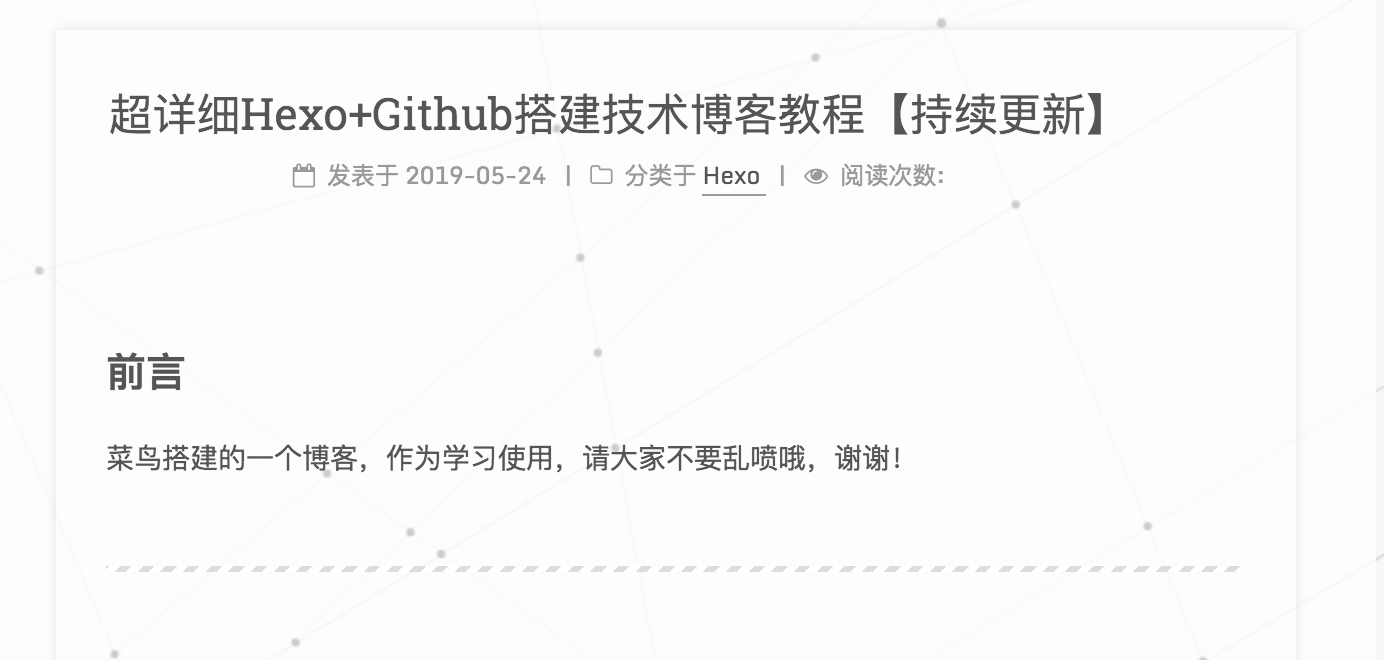 超详细Hexo+Github搭建技术博客教程【持续更新】
发表于 2019-05-24 | 分类于 Hexo | 阅读次数:
前言
菜鸟搭建的一个博客，作为学习使用，请大家不要乱喷哦，谢谢！